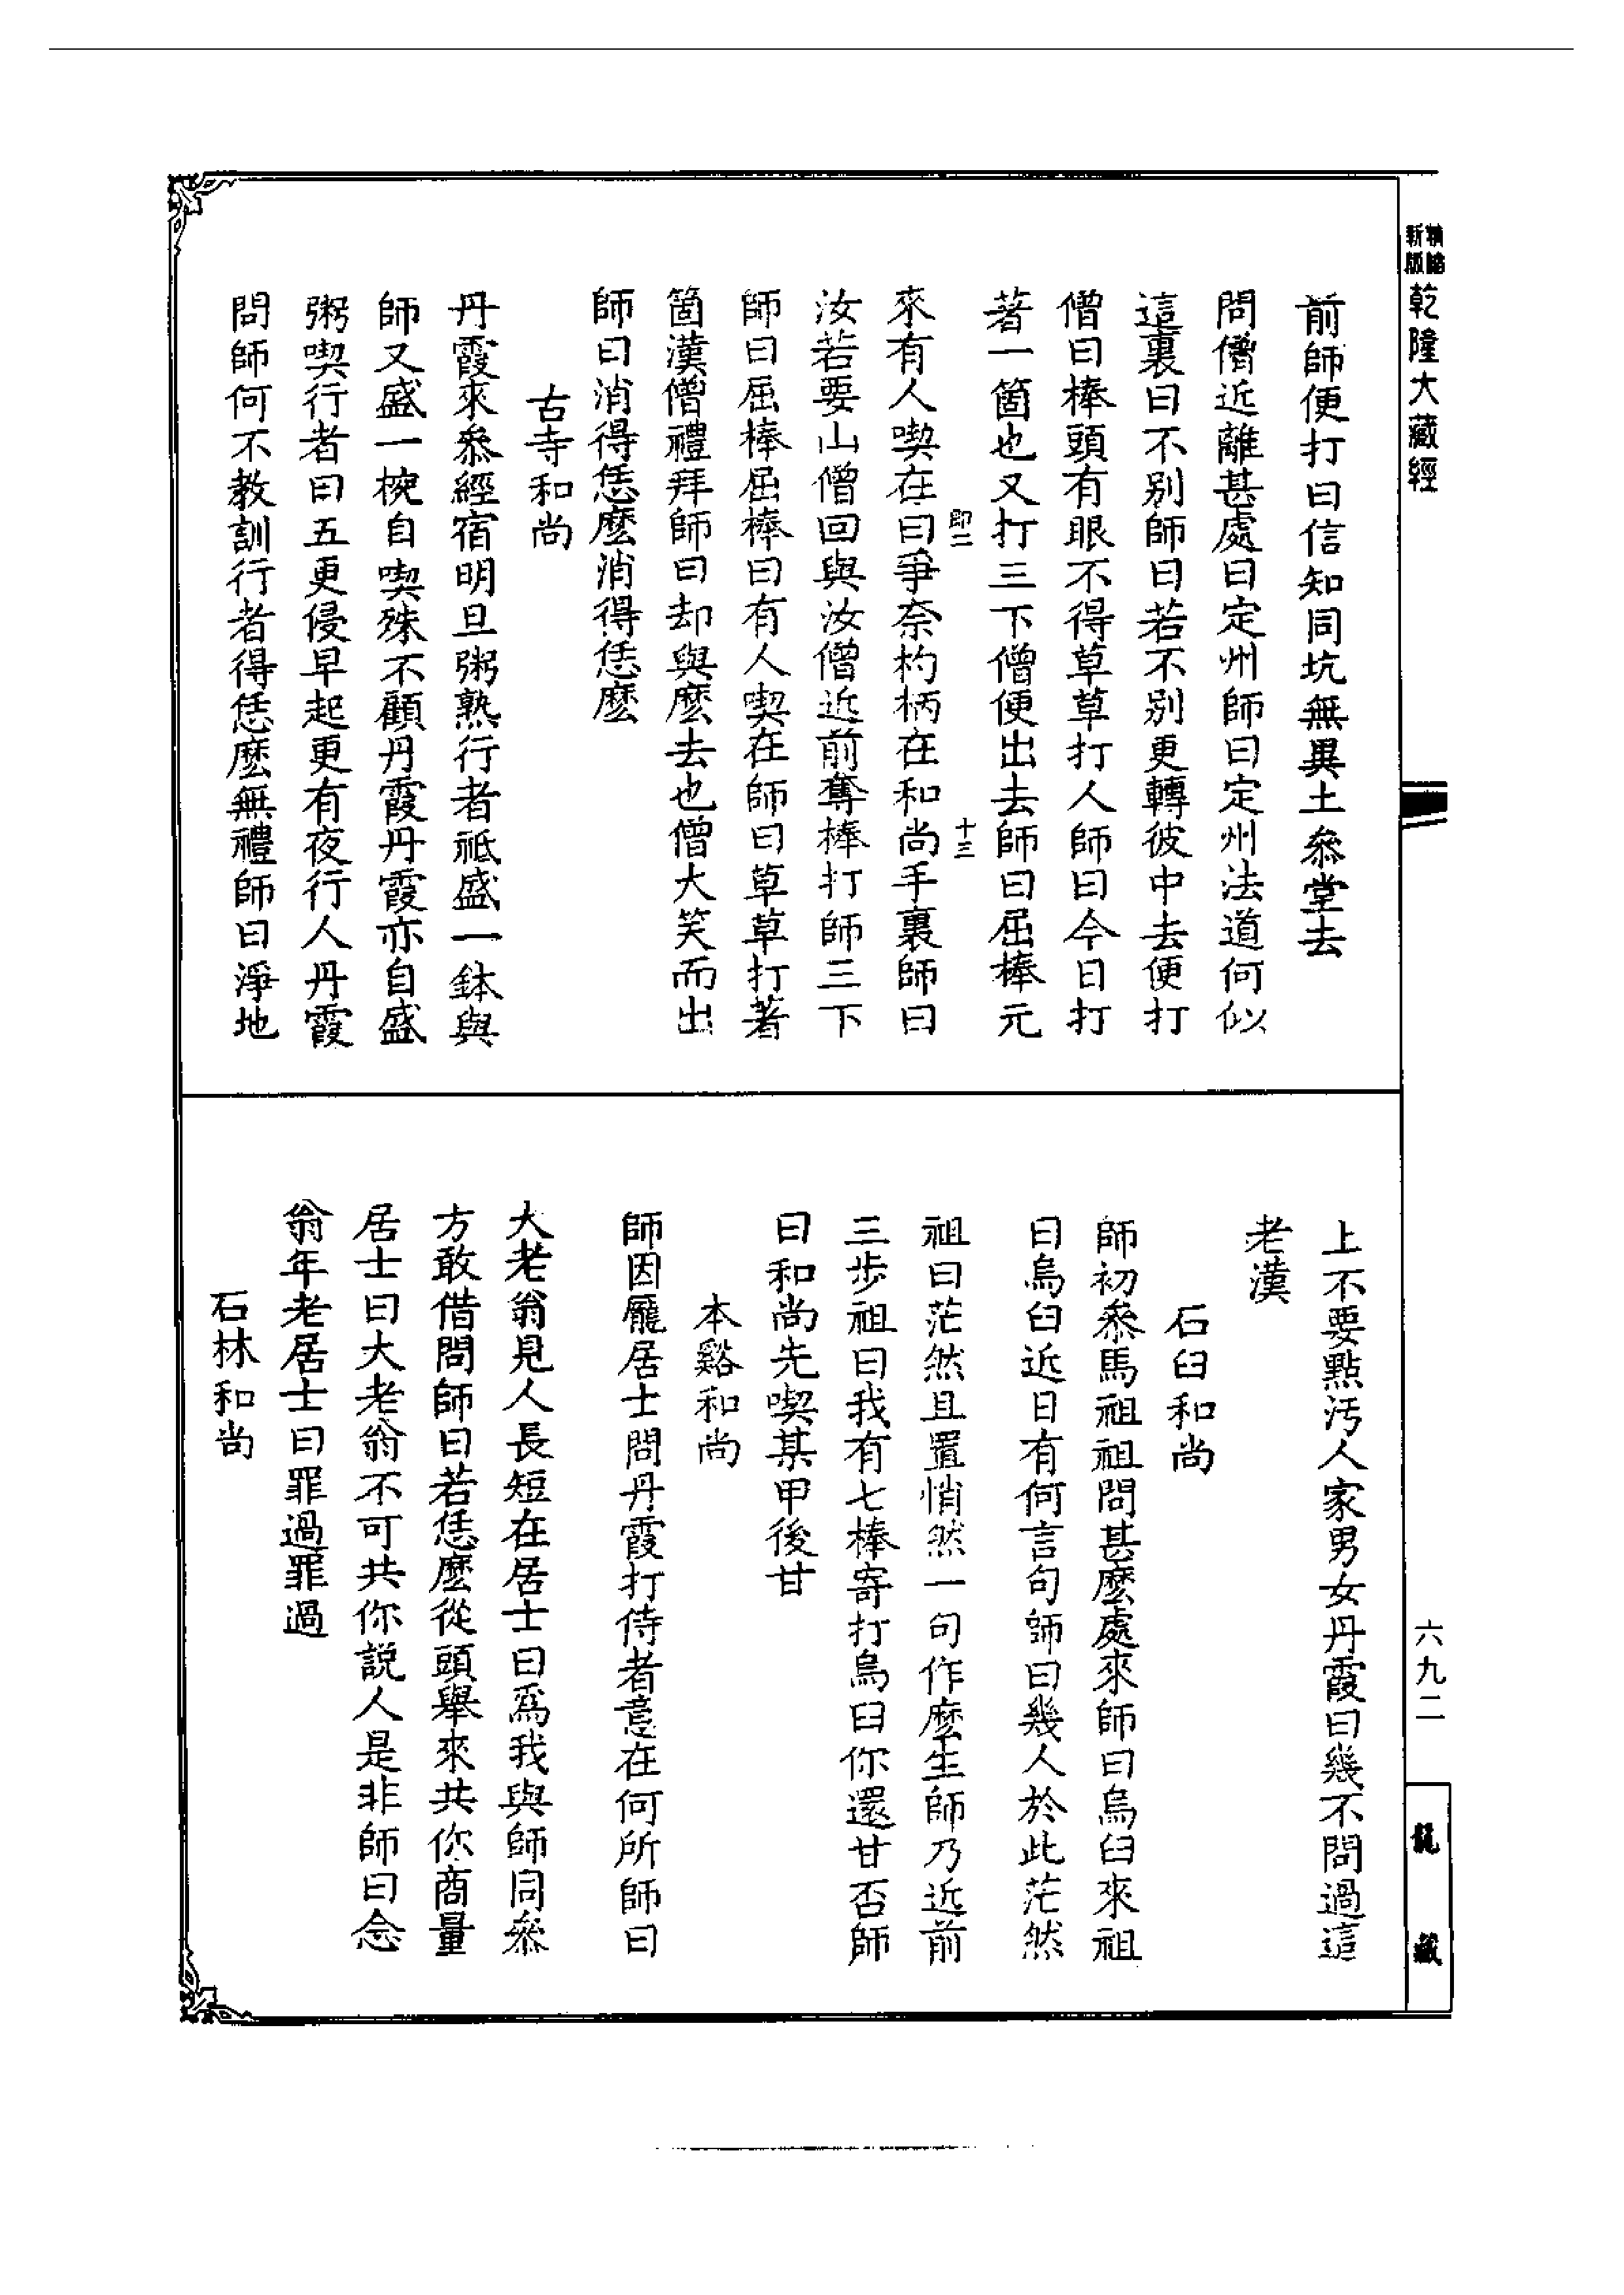 新版
乾隆大藏經
前師便打曰信知同坑無異土叅堂去
問僧近離甚處曰定州師曰定州法道何似
這裏曰不別師曰若不別更轉彼中去便打
僧曰棒頭有眼不得草草打人師曰今日打
著一箇也又打三下僧便出去師曰屈棒元
十三
來有人喫在曰爭奈杓柄在和尚手裏師曰
汝若要山僧回與汝僧近前奪棒打師三下
師曰屈棒屈棒曰有人喫在師曰草草打著
箇漢僧禮拜師曰却與麽去也僧大笑而出
師曰消得恁麽消得恁麽
古寺和尚
丹霞來叅經宿明旦粥熟行者祗盛一鉢與
師又盛一椀自喫殊不顧丹霞丹霞亦自盛
粥喫行者曰五更侵早起更有夜行人丹霞
問師何不教訓行者得恁麽無禮師曰淨地
上不要點汚人家男女丹霞曰幾不問過這
老漢
石臼和尚
師初叅馬祖祖問甚麽處來師曰烏臼來祖
曰烏臼近日有何言句師曰幾人於此茫然
祖曰茫然且置悄然一句作麽生師乃近前
三步祖曰我有七棒寄打烏臼你還甘否師
曰和尚先喫某甲後甘
本谿和尚
師因龐居士問丹霞打侍者意在何所師曰
大老翁見人長短在居士曰爲我與師同叅
方敢借問師曰若恁麽從頭舉來共你商量
居士曰大老翁不可共你説人是非師曰念
翁年老居士曰罪過罪過
石林和尚
六九二
龍藏